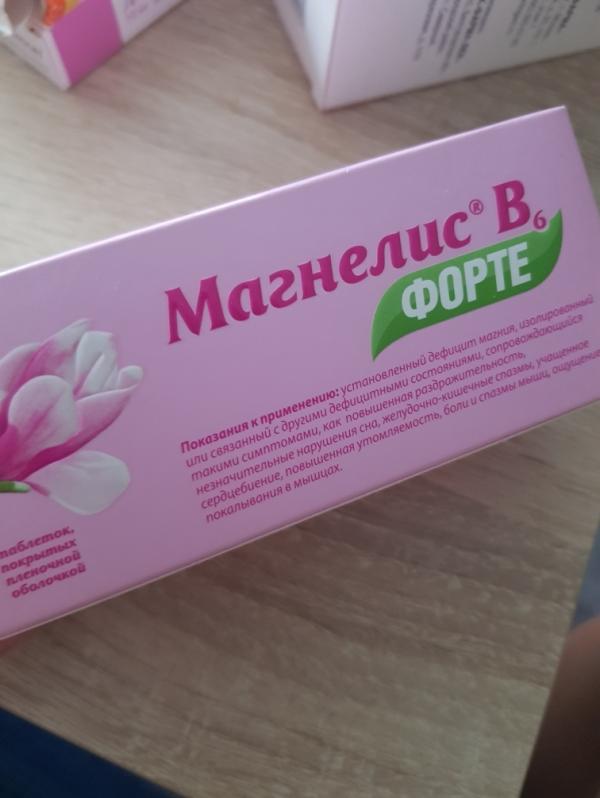 Магнелис® B6
ФОРТЕ
Показания к применению: установленный дефицит магния, изолированный
или связанный с другими дефицитными состояниями, сопровождающийся
такими симптомами, как повышенная раздражительность,
незначительные нарушения сна, желудочно-кишечные спазмы, учащенное
сердцебиение, повышенная утомляемость, боли и спазмы мышц, ощущение
покалывания в мышцах.
таблеток,
покрытых
пленочной
оболочкой